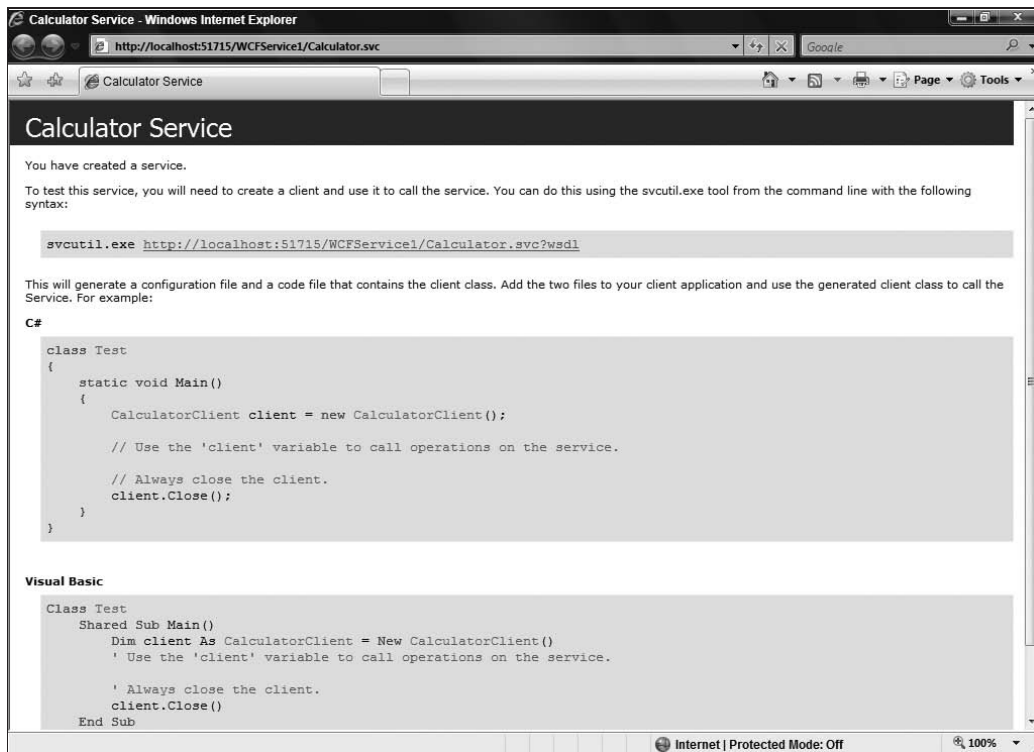 Calculator Service - Windows Internet Explorer
http://localhost:51715/WCFService1/Calculator.svc
Google
Calculator Service
Page
Tools
Calculator Service
You have created a service.
To test this service, you will need to create a client and use it to call the service. You can do this using the svcutil.exe tool from the command line with the following
syntax:
svcutil.exe http://localhost:51715/WCFService1/Calculator.svc?wsdl
This will generate a configuration file and a code file that contains the client class. Add the two files to your client application and use the generated client class to call the
Service. For example:
C#
class Test
{
static void Main()
{
CalculatorClient client = new CalculatorClient();
// Use the 'client' variable to call operations on the service.
// Always close the client.
client.Close();
}
}
Visual Basic
Class Test
Shared Sub Main()
Dim client As CalculatorClient = New CalculatorClient()
' Use the 'client' variable to call operations on the service.
' Always close the client.
client.Close()
End Sub
Internet | Protected Mode: Off
100%